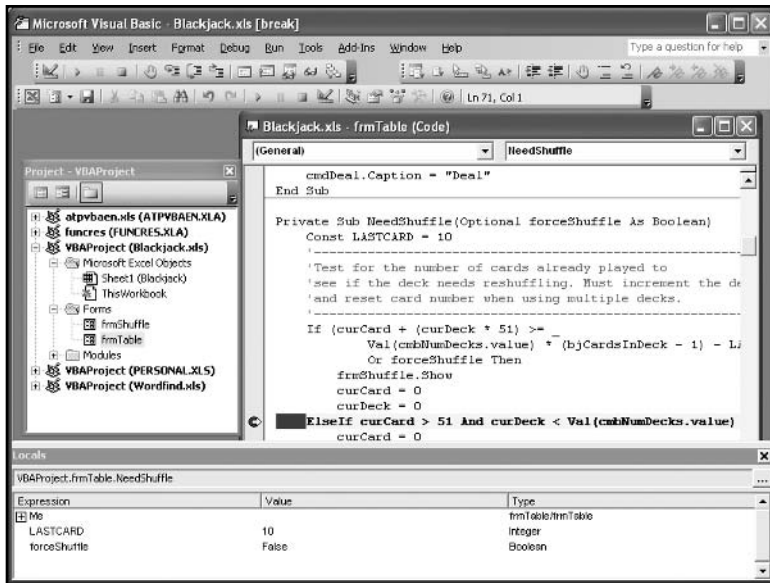 Microsoft Visual Basic - Blackjack.xls [break]
File Edit View Insert Format Debug Run Tools Add-Ins Window Help
Type a question for help
Ln 71, Col 1
Blackjack.xls - frmTable (Code)
(General)
NeedShuffle
cmdDeal.Caption = "Deal"
End Sub
Private Sub NeedShuffle(Optional forceShuffle As Boolean)
Const LASTCARD = 10
'Test for the number of cards already played to
'see if the deck needs reshuffling. Must increment the de
'and reset card number when using multiple decks.
If (curCard + (curDeck * 51) >= _
Val(cmbNumDecks.value) * (bjCardsInDeck - 1) - LA
Or forceShuffle Then
frmShuffle.Show
curCard = 0
curDeck = 0
ElseIf curCard > 51 And curDeck < Val(cmbNumDecks.value)
curCard = 0
Project - VBAProject
atpvbaen.xls (ATPVBAEN.XLA)
funcres (FUNCRES.XLA)
VBAProject (Blackjack.xls)
Microsoft Excel Objects
Sheet1 (Blackjack)
ThisWorkbook
Forms
frmShuffle
frmTable
Modules
VBAProject (PERSONAL.XLS)
VBAProject (Wordfind.xls)
Locals
VBAProject.frmTable.NeedShuffle
...
Expression Value Type
Me frmTable/frmTable
LASTCARD 10 Integer
forceShuffle False Boolean